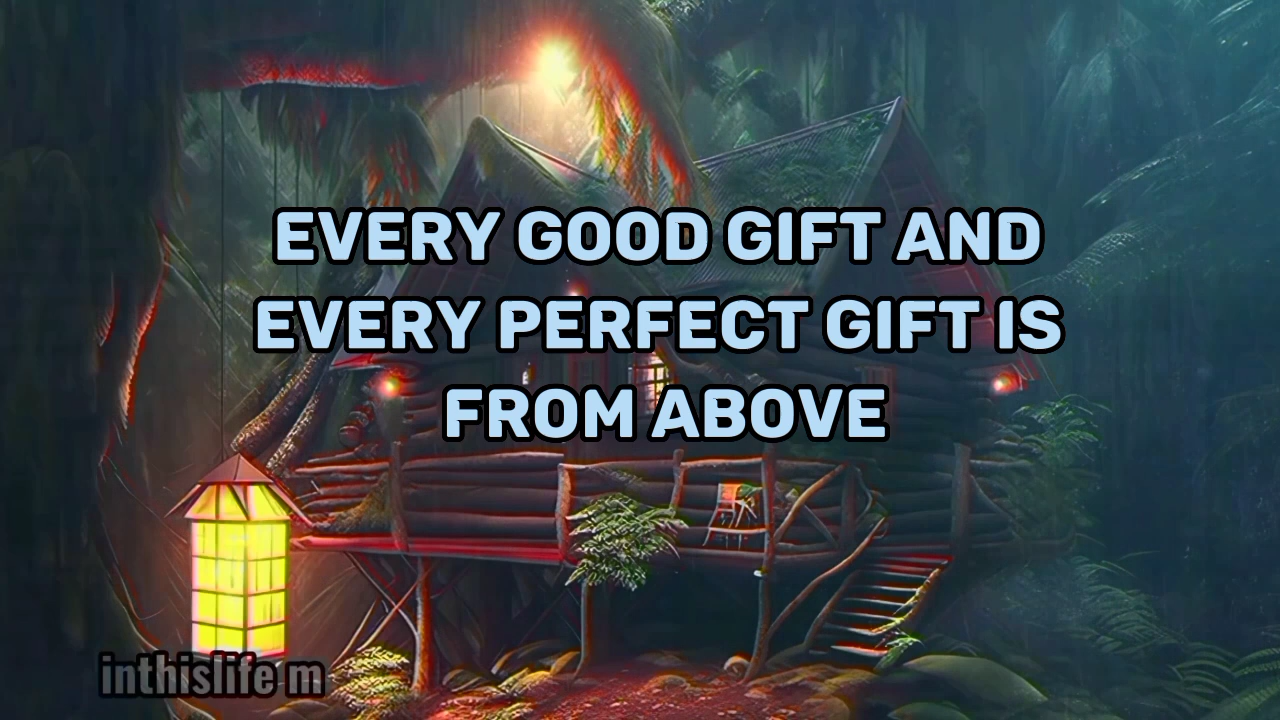 EVERY GOOD GIFT AND
EVERY PERFECT GIFT IS
FROM ABOVE
inthislife m